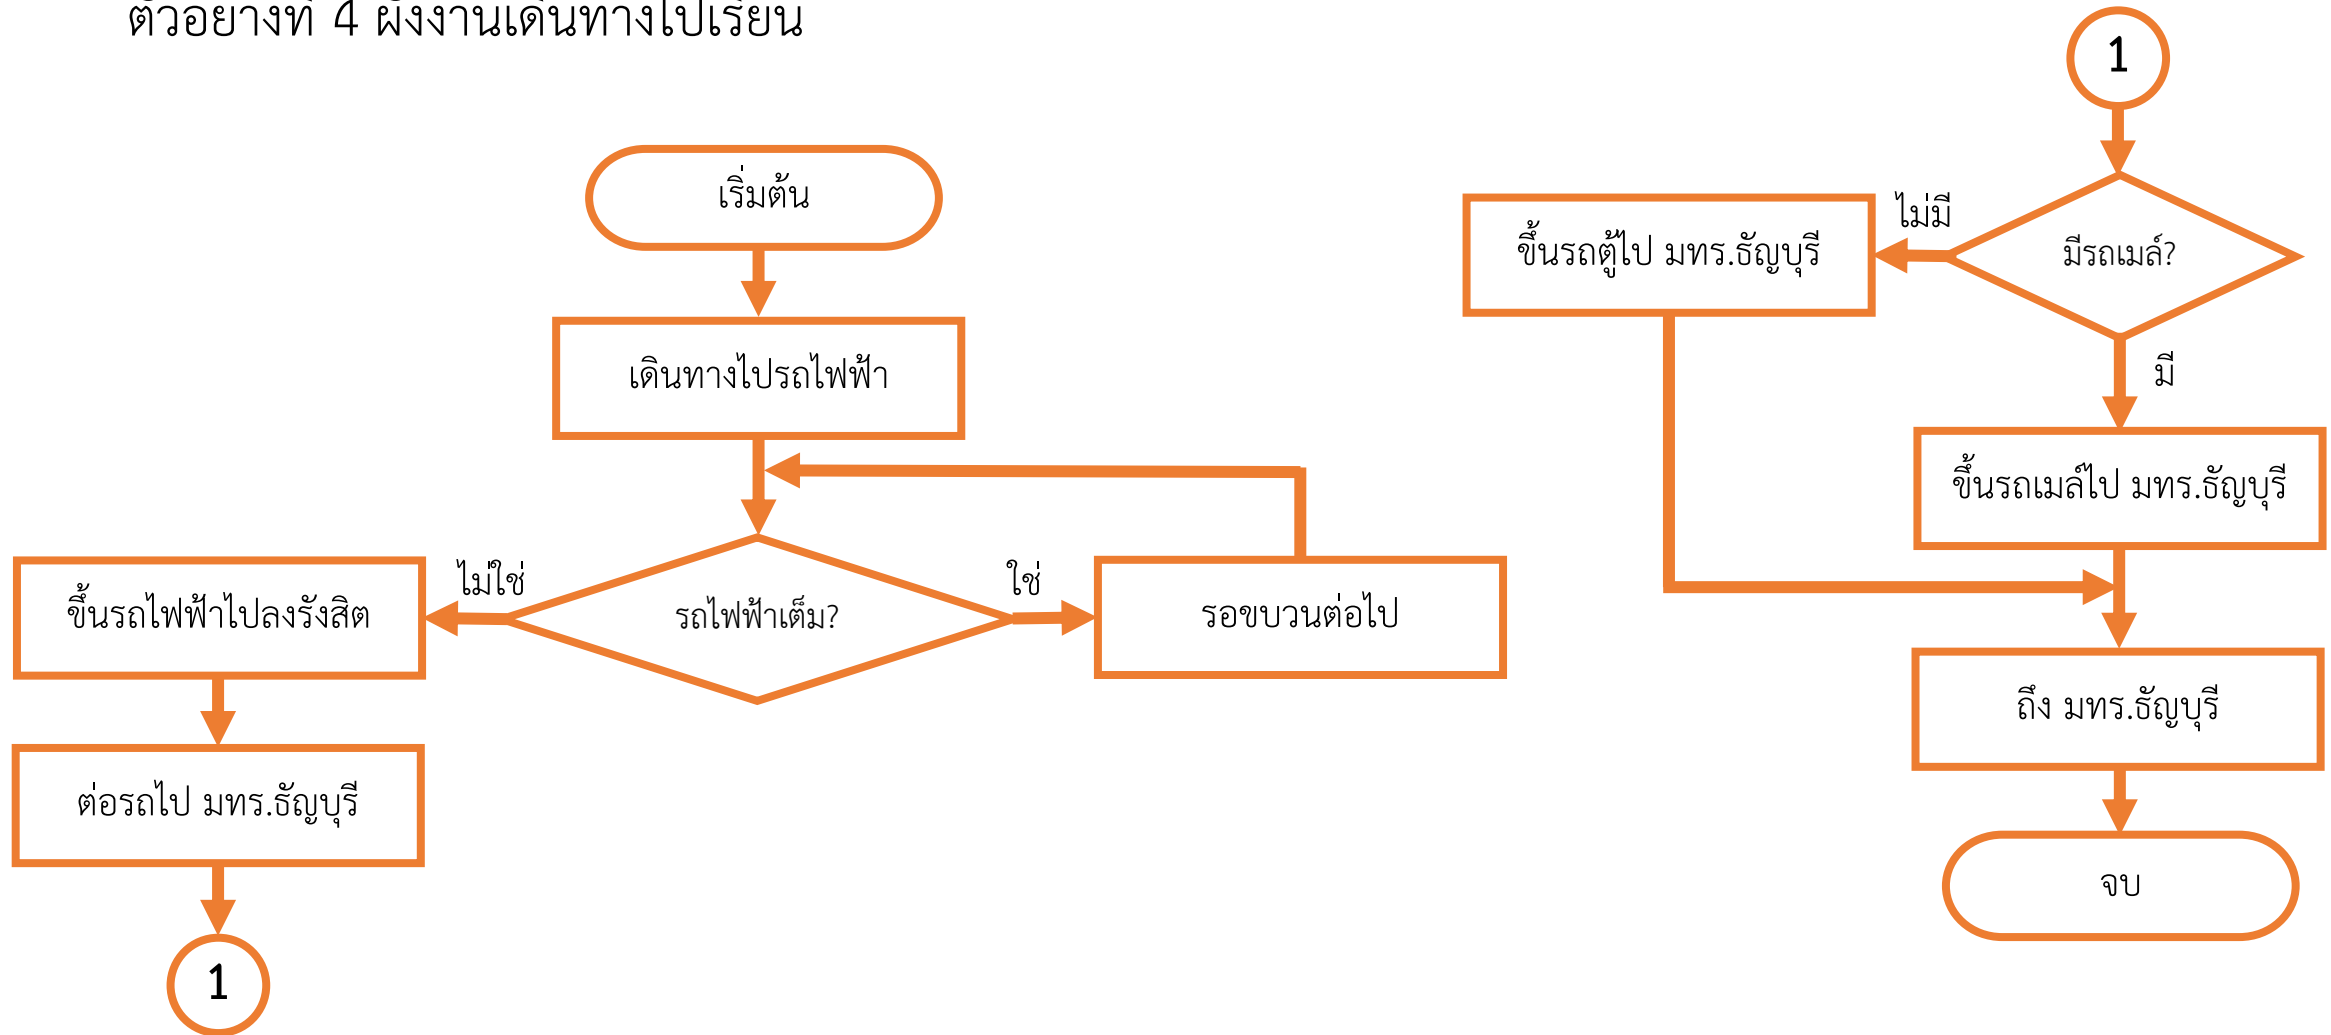 ตัวอย่างที่ 4 ผังงานเดินทางไปเรียน
เริ่มต้น
เดินทางไปรถไฟฟ้า
รถไฟฟ้าเต็ม?
ใช่
รอขบวนต่อไป
ไม่ใช่
ขึ้นรถไฟฟ้าไปลงรังสิต
ต่อรถไป มทร.ธัญบุรี
1
1
มีรถเมล์?
ไม่มี
ขึ้นรถตู้ไป มทร.ธัญบุรี
มี
ขึ้นรถเมล์ไป มทร.ธัญบุรี
ถึง มทร.ธัญบุรี
จบ